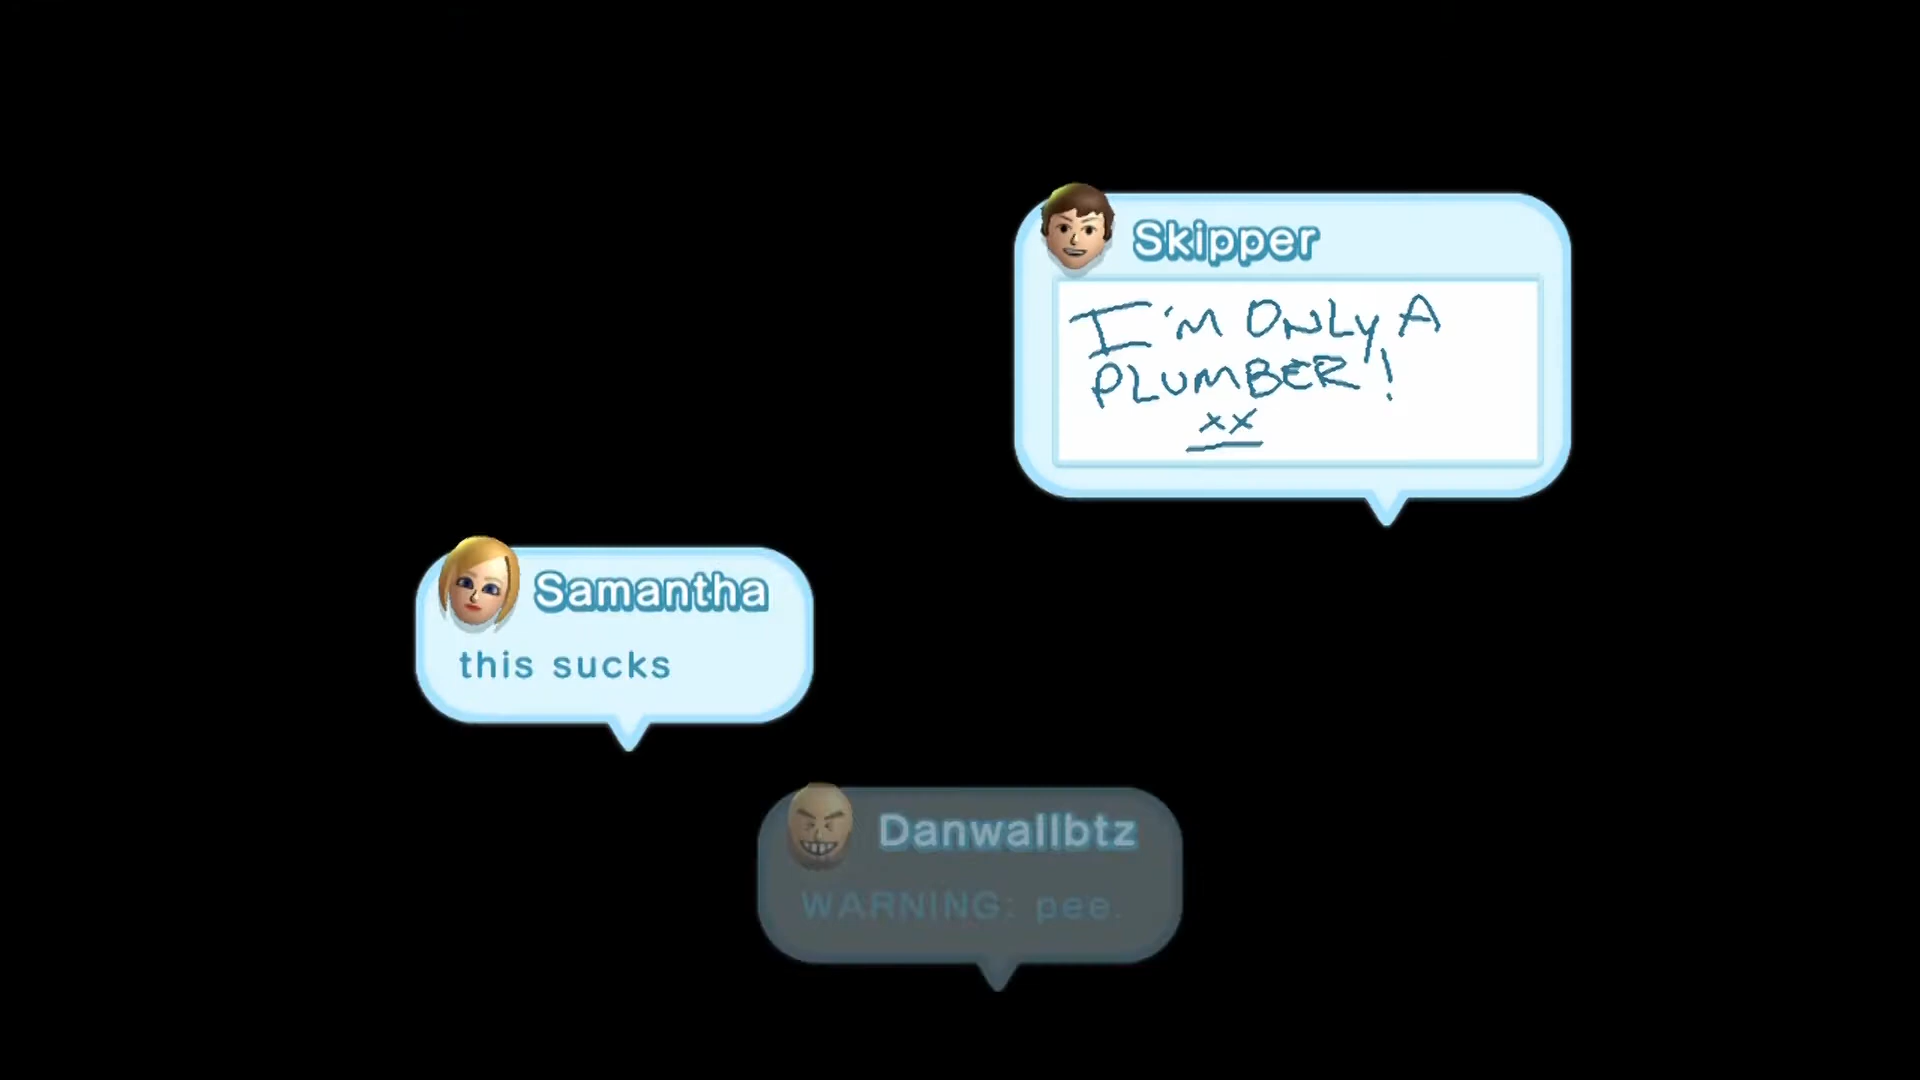 Skipper
I'M ONLY A
PLUMBER!
xx
Samantha
this sucks
Danwallbtz
WARNING: pee.